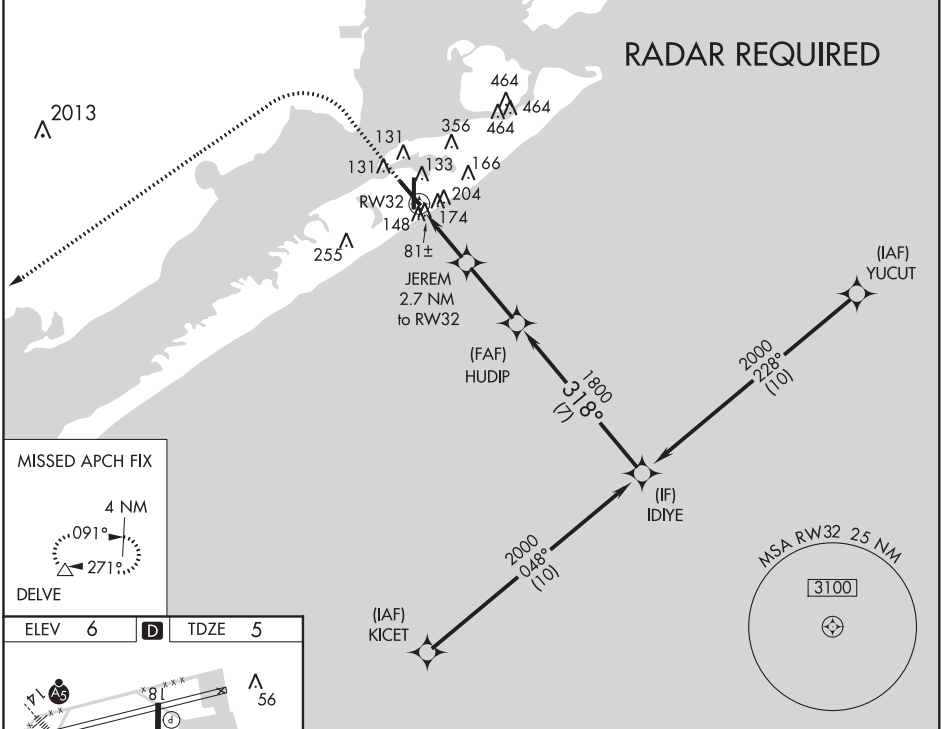 RADAR REQUIRED
2013
464
464
464
356
131
131
133
166
RW32
204
148
174
81±
255
JEREM
2.7 NM
to RW32
(IAF)
YUCUT
(FAF)
HUDIP
2000
228°
(10)
1800
318°
(7)
(IF)
IDIYE
2000
048°
(10)
(IAF)
KICET
MISSED APCH FIX
4 NM
091°
271°
DELVE
MSA RW32 25 NM
3100
ELEV 6 D TDZE 5
14
A5
18
P
56